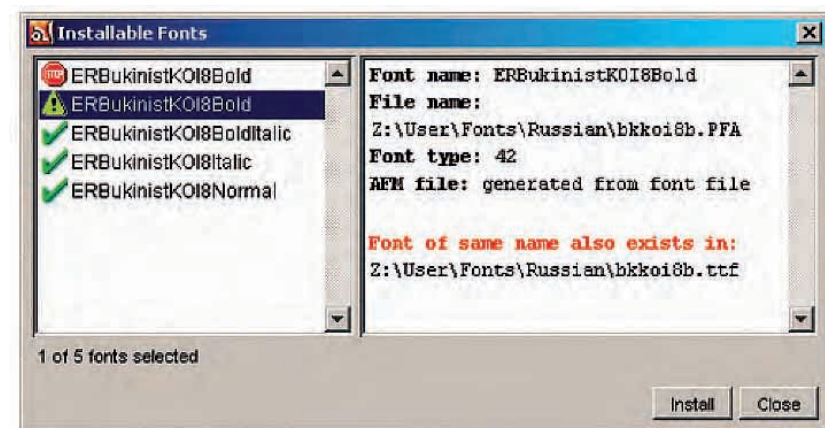 Installable Fonts
STOP ERBukinistKOI8Bold
ERBukinistKOI8Bold
ERBukinistKOI8BoldItalic
ERBukinistKOI8Italic
ERBukinistKOI8Normal
Font name: ERBukinistKOI8Bold
File name:
Z:\User\Fonts\Russian\bkkoi8b.PFA
Font type: 42
AFM file: generated from font file
Font of same name also exists in:
Z:\User\Fonts\Russian\bkkoi8b.ttf
1 of 5 fonts selected
Install
Close